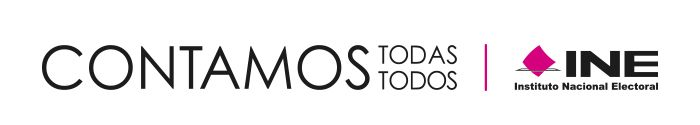 CONTAMOS TODAS
TODOS
INE
Instituto Nacional Electoral